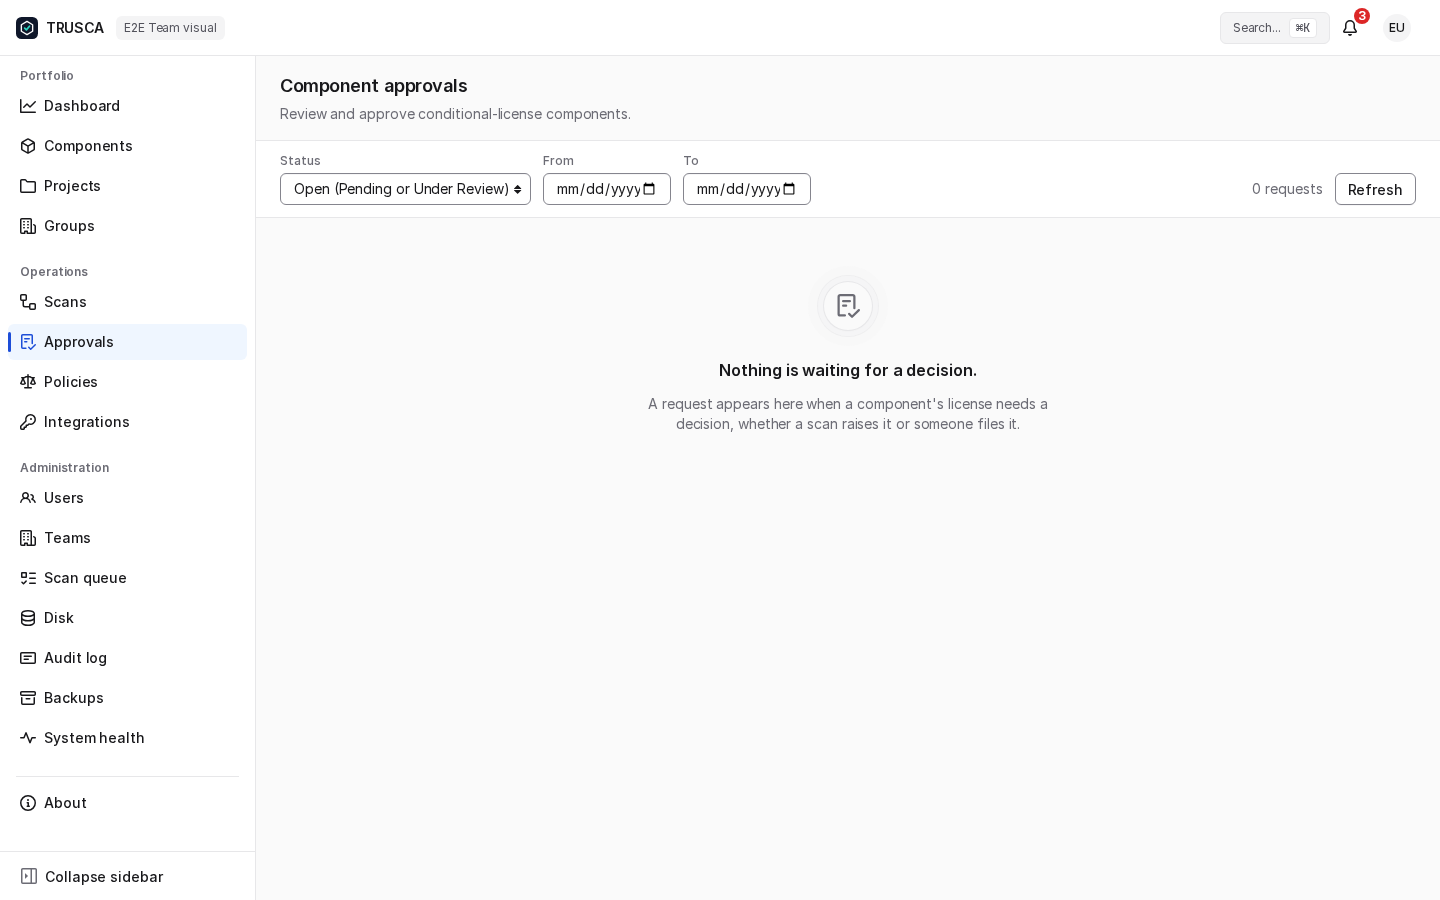 TRUSCA
E2E Team visual
Search...
⌘K
3
EU
Portfolio
Dashboard
Components
Projects
Groups
Operations
Scans
Approvals
Policies
Integrations
Administration
Users
Teams
Scan queue
Disk
Audit log
Backups
System health
About
Collapse sidebar
Component approvals
Review and approve conditional-license components.
Status
From
To
Open (Pending or Under Review)
mm/dd/yyyy
mm/dd/yyyy
0 requests
Refresh
Nothing is waiting for a decision.
A request appears here when a component's license needs a
decision, whether a scan raises it or someone files it.